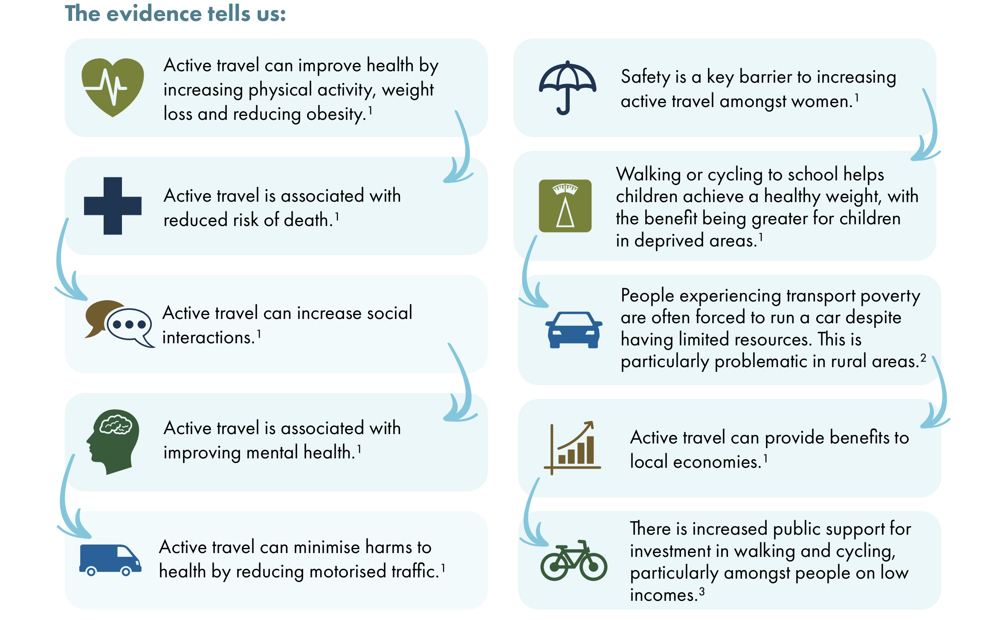 The evidence tells us:
Active travel can improve health by
increasing physical activity, weight
loss and reducing obesity.¹
Active travel is associated with
reduced risk of death.¹
Active travel can increase social
interactions.¹
Active travel is associated with
improving mental health.¹
Active travel can minimise harms to
health by reducing motorised traffic.¹
Safety is a key barrier to increasing
active travel amongst women.¹
Walking or cycling to school helps
children achieve a healthy weight, with
the benefit being greater for children
in deprived areas.¹
People experiencing transport poverty
are often forced to run a car despite
having limited resources. This is
particularly problematic in rural areas.²
Active travel can provide benefits to
local economies.¹
There is increased public support for
investment in walking and cycling,
particularly amongst people on low
incomes.³